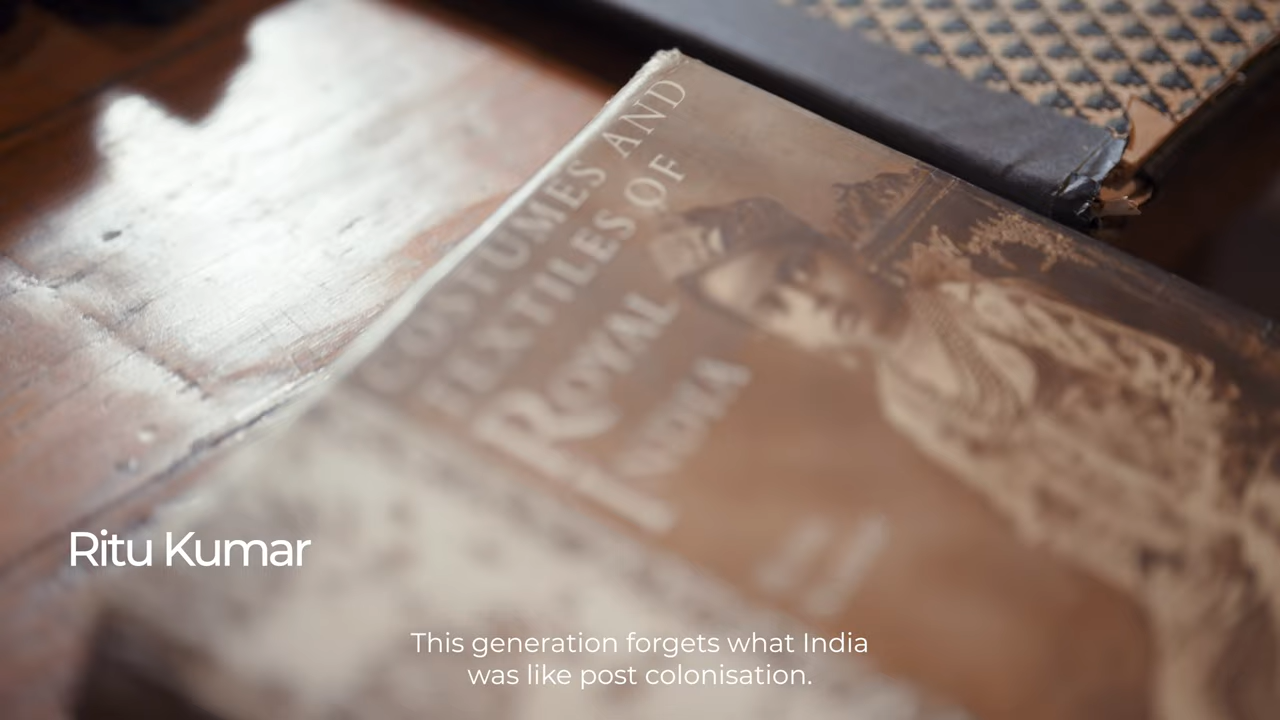 COSTUMES AND
TEXTILES OF
ROYAL
INDIA
Ritu Kumar
This generation forgets what India
was like post colonisation.